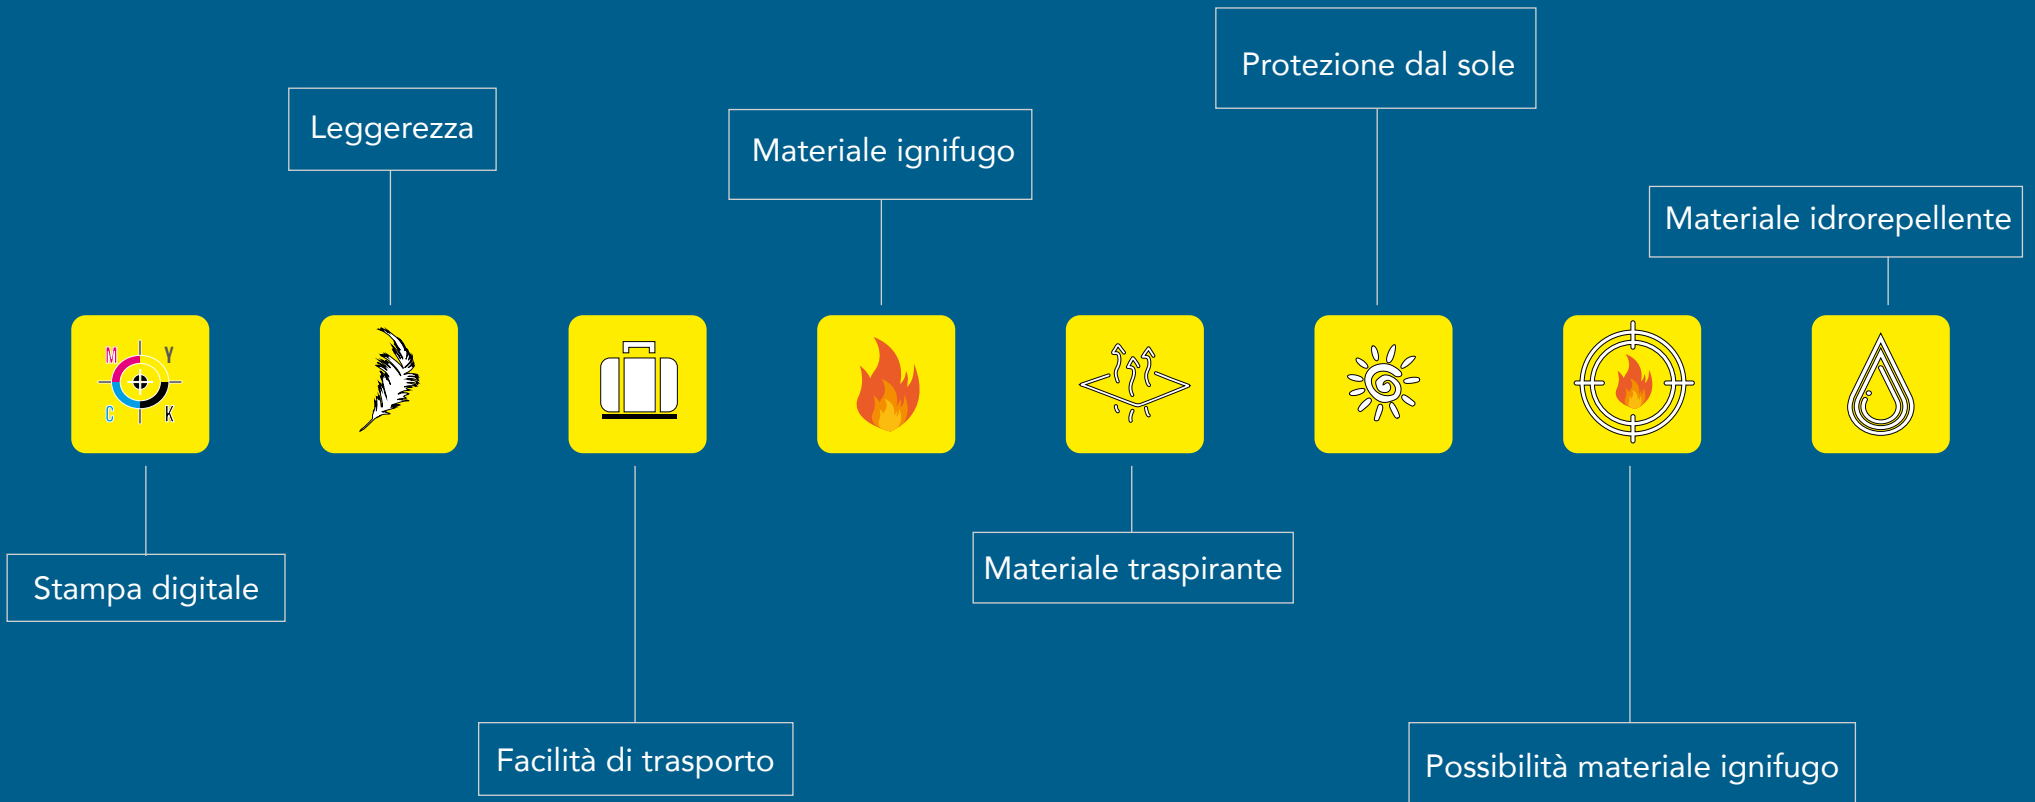 Protezione dal sole
Leggerezza
Materiale ignifugo
Materiale idrorepellente
M Y
C K
Stampa digitale
Materiale traspirante
Facilità di trasporto
Possibilità materiale ignifugo